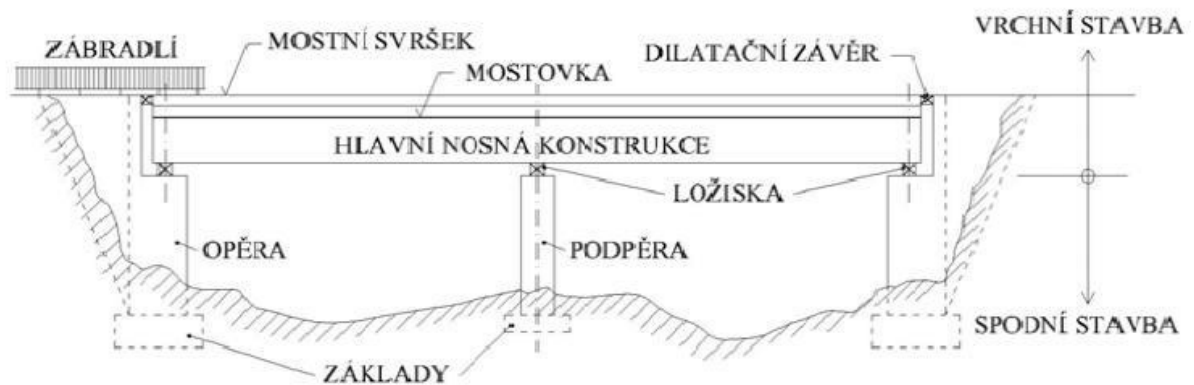 VRCHNÍ STAVBA
ZÁBRADLÍ
MOSTNÍ SVRŠEK
DILATAČNÍ ZÁVĚR
MOSTOVKA
HLAVNÍ NOSNÁ KONSTRUKCE
LOŽISKA
OPĚRA
PODPĚRA
SPODNÍ STAVBA
ZÁKLADY